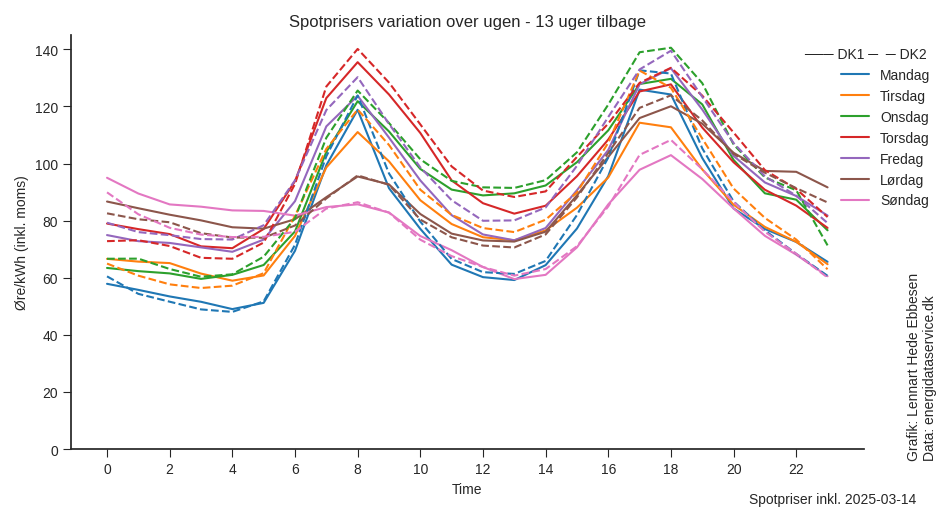 Spotprisers variation over ugen - 13 uger tilbage
DK1 DK2
Mandag
Tirsdag
Onsdag
Torsdag
Fredag
Lørdag
Søndag
Øre/kWh (inkl. moms)
140
120
100
80
60
40
20
0
0 2 4 6 8 10 12 14 16 18 20 22
Time
Grafik: Lennart Hede Ebbesen
Data: energidataservice.dk
Spotpriser inkl. 2025-03-14